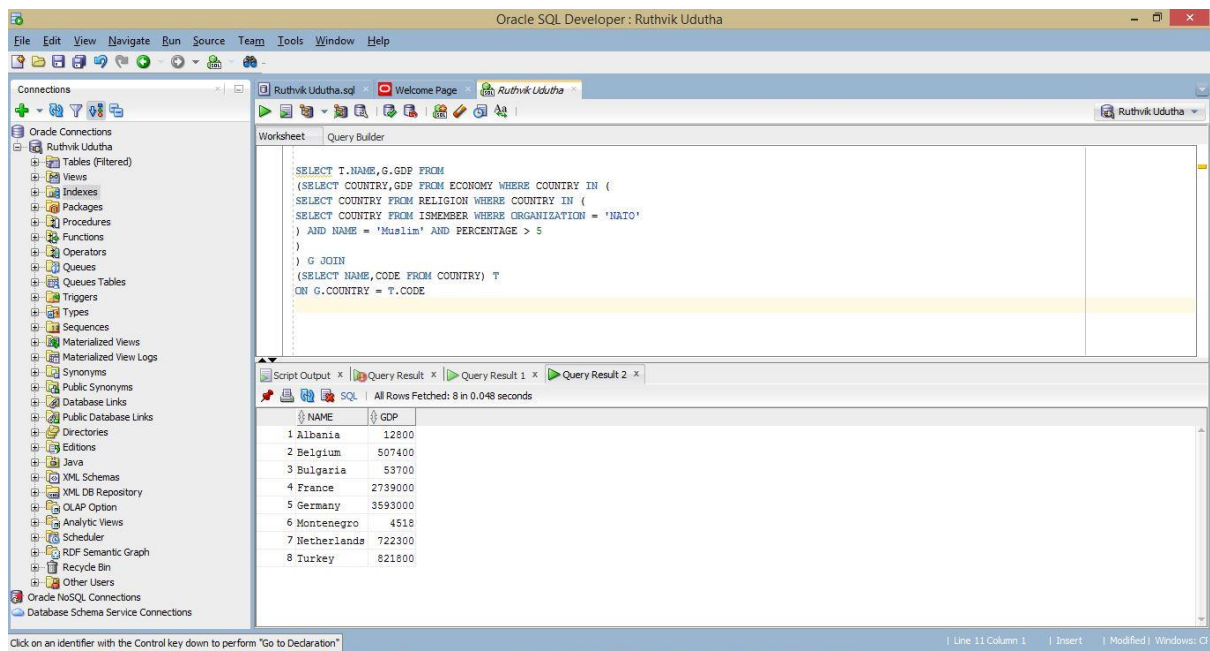 Oracle SQL Developer : Ruthvik Udutha
File Edit View Navigate Run Source Team Tools Window Help
Connections
Oracle Connections
Ruthvik Udutha
Tables (Filtered)
Views
Indexes
Packages
Procedures
Functions
Operators
Queues
Queues Tables
Triggers
Types
Sequences
Materialized Views
Materialized View Logs
Synonyms
Public Synonyms
Database Links
Public Database Links
Directories
Editions
Java
XML Schemas
XML DB Repository
OLAP Option
Analytic Views
Scheduler
RDF Semantic Graph
Recycle Bin
Other Users
Oracle NoSQL Connections
Database Schema Service Connections
Ruthvik Udutha.sql Welcome Page Ruthvik Udutha
Ruthvik Udutha
Worksheet Query Builder
SELECT T.NAME,G.GDP FROM
(SELECT COUNTRY,GDP FROM ECONOMY WHERE COUNTRY IN (
SELECT COUNTRY FROM RELIGION WHERE COUNTRY IN (
SELECT COUNTRY FROM ISMEMBER WHERE ORGANIZATION = 'NATO'
) AND NAME = 'Muslim' AND PERCENTAGE > 5
)
) G JOIN
(SELECT NAME,CODE FROM COUNTRY) T
ON G.COUNTRY = T.CODE
Script Output x Query Result x Query Result 1 x Query Result 2 x
SQL | All Rows Fetched: 8 in 0.048 seconds
NAME GDP
1 Albania 12800
2 Belgium 507400
3 Bulgaria 53700
4 France 2739000
5 Germany 3593000
6 Montenegro 4518
7 Netherlands 722300
8 Turkey 821800
Click on an identifier with the Control key down to perform "Go to Declaration"
| Line 11 Column 1 | Insert | Modified | Windows: C